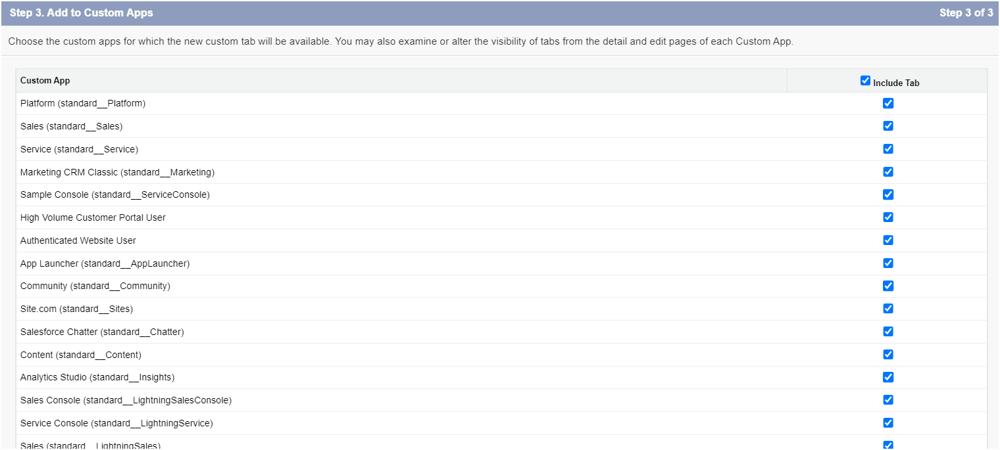 Step 3. Add to Custom Apps
Step 3 of 3
Choose the custom apps for which the new custom tab will be available. You may also examine or alter the visibility of tabs from the detail and edit pages of each Custom App.
Custom App
Include Tab
Platform (standard__Platform)
Sales (standard__Sales)
Service (standard__Service)
Marketing CRM Classic (standard__Marketing)
Sample Console (standard__ServiceConsole)
High Volume Customer Portal User
Authenticated Website User
App Launcher (standard__AppLauncher)
Community (standard__Community)
Site.com (standard__Sites)
Salesforce Chatter (standard__Chatter)
Content (standard__Content)
Analytics Studio (standard__Insights)
Sales Console (standard__LightningSalesConsole)
Service Console (standard__LightningService)
Sales (standard__LightningSales)